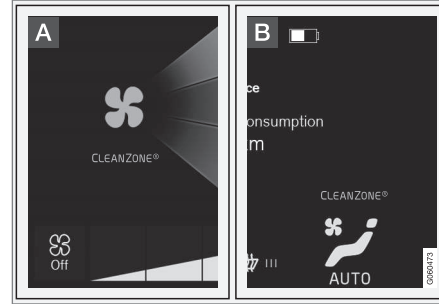 A
CLEANZONE®
Off
B
ce
onsumption
m
CLEANZONE®
AUTO
G060473